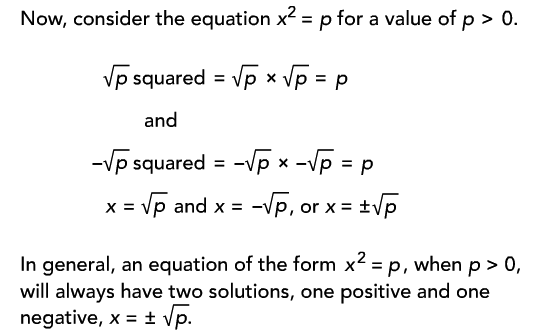 Now, consider the equation x² = p for a value of p > 0.
√p squared = √p × √p = p
and
−√p squared = −√p × −√p = p
x = √p and x = −√p, or x = ±√p
In general, an equation of the form x² = p, when p > 0,
will always have two solutions, one positive and one
negative, x = ± √p.